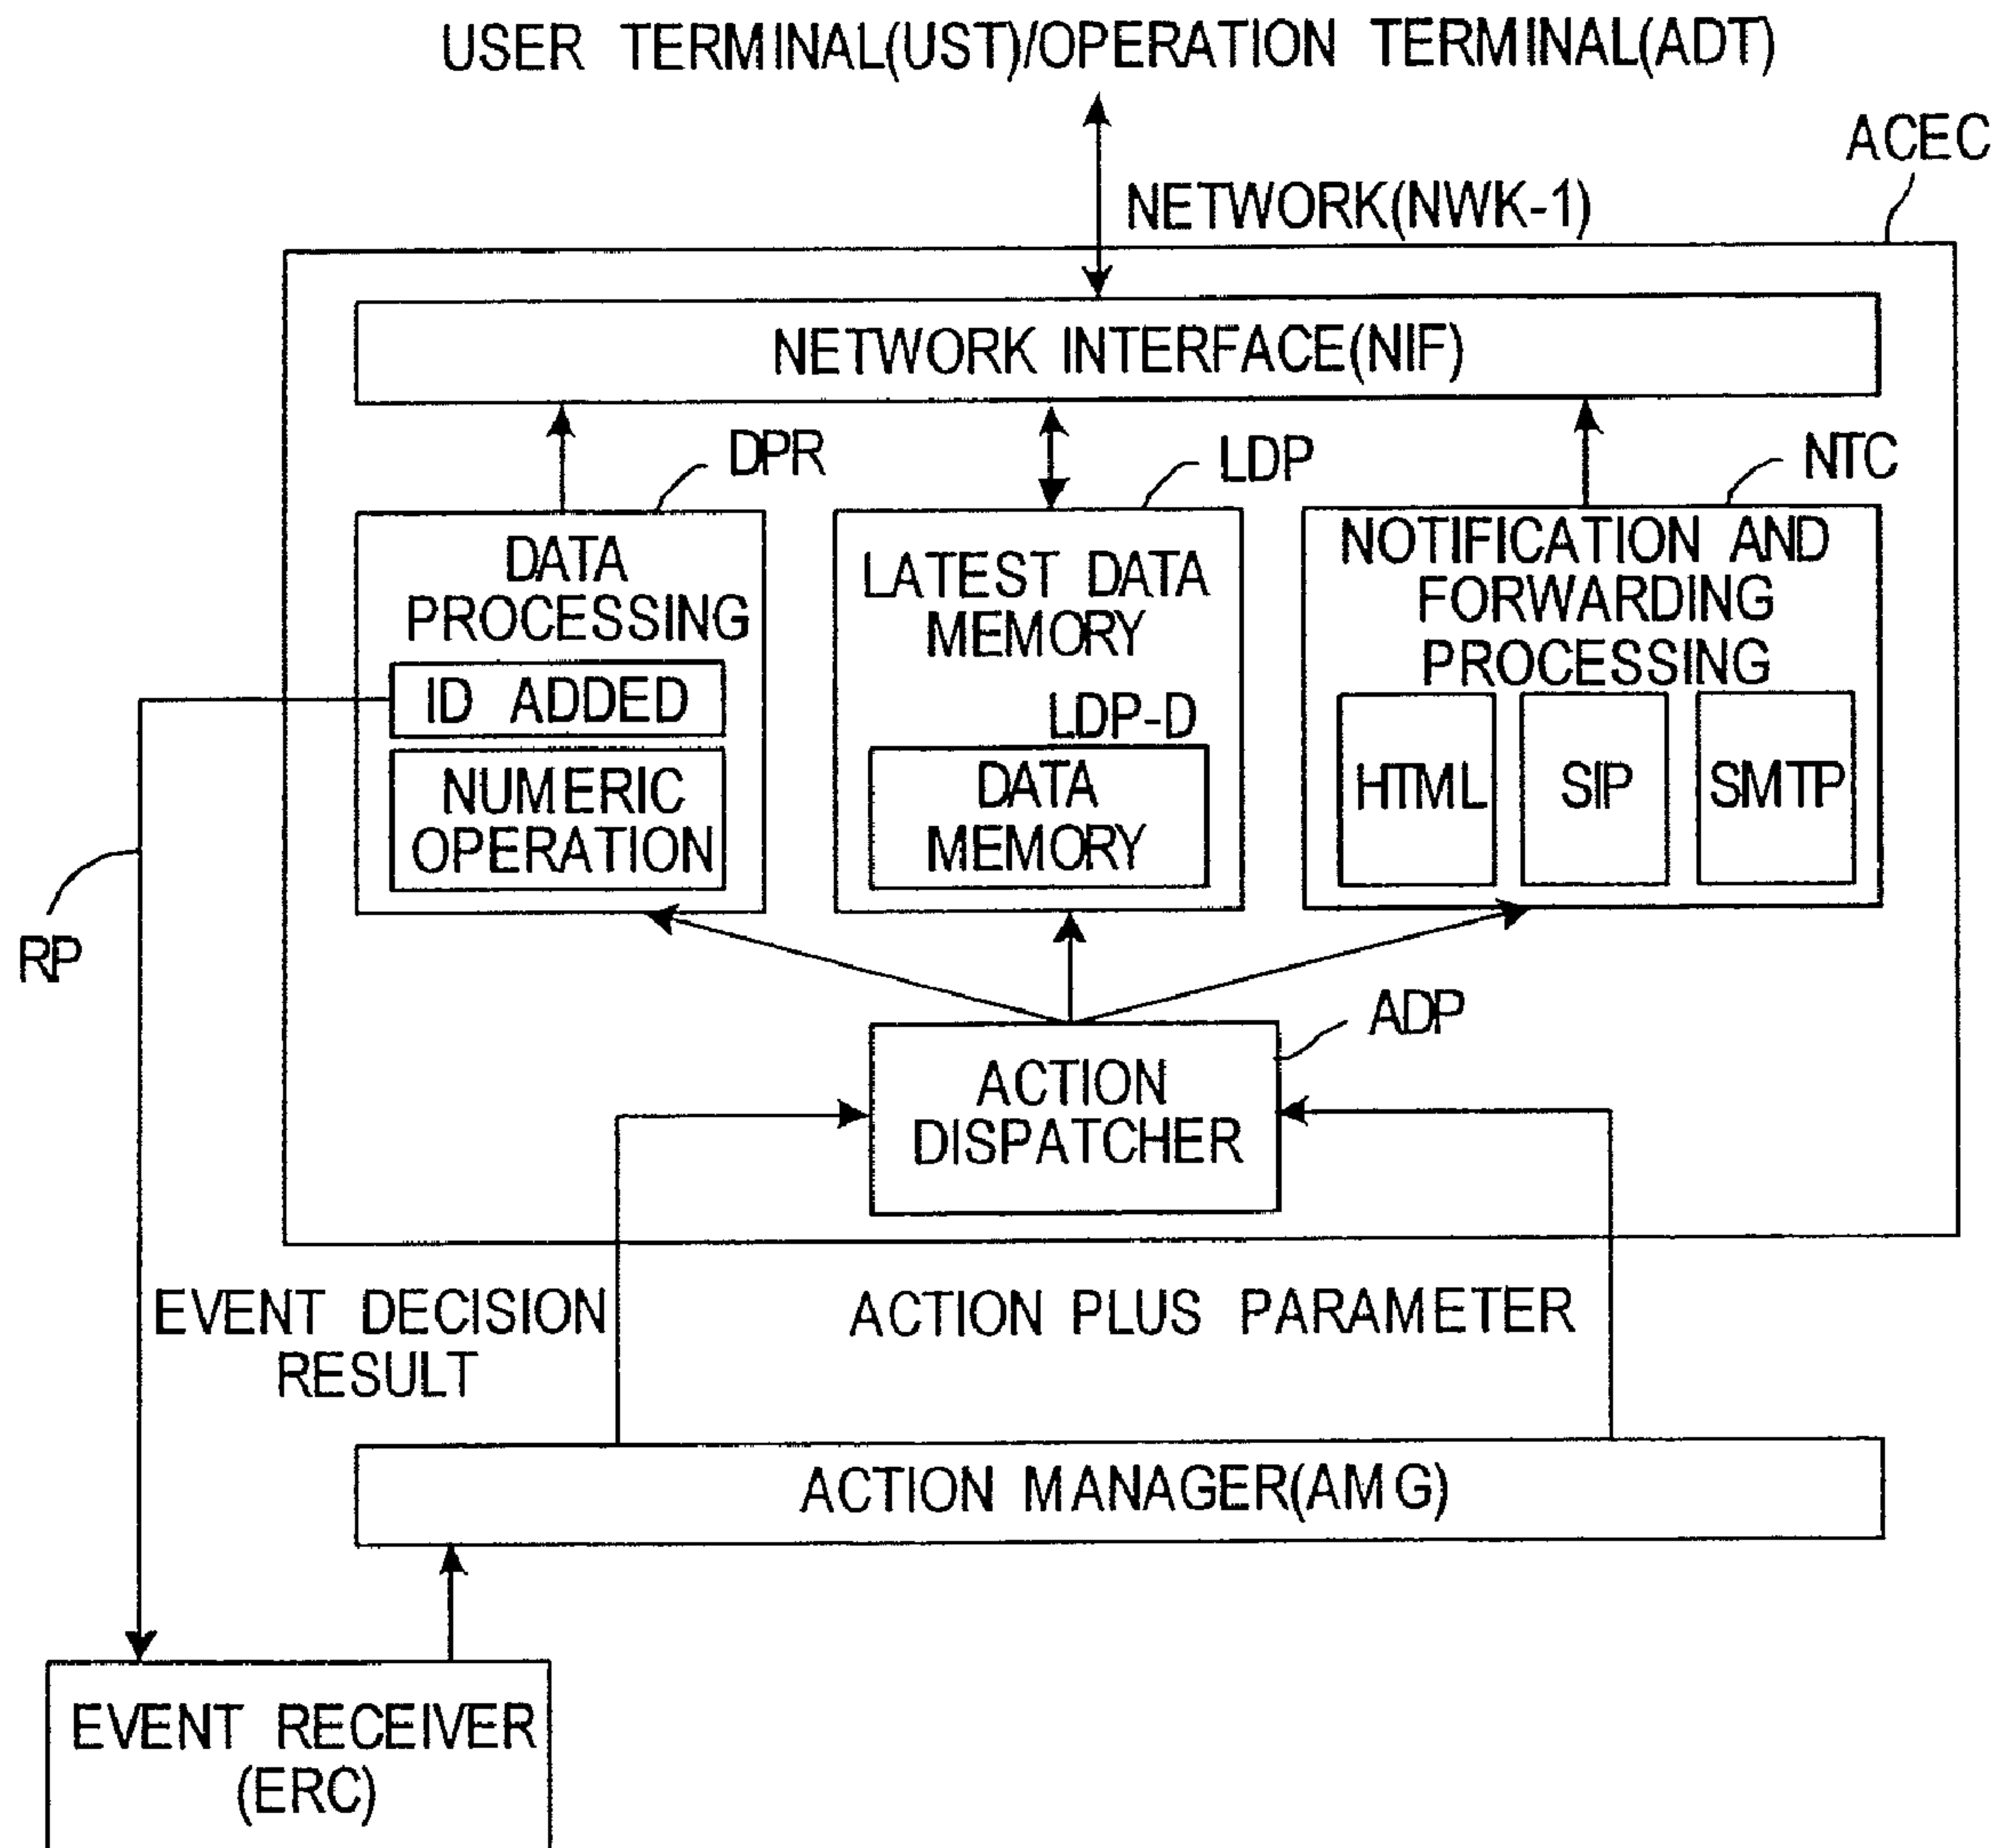 USER TERMINAL(UST)/OPERATION TERMINAL(ADT)
ACEC
NETWORK(NWK-1)
NETWORK INTERFACE(NIF)
DPR
LDP
NTC
DATA
PROCESSING
ID ADDED
NUMERIC
OPERATION
LATEST DATA
MEMORY
LDP-D
DATA
MEMORY
NOTIFICATION AND
FORWARDING
PROCESSING
HTML
SIP
SMTP
RP
ADP
ACTION
DISPATCHER
EVENT DECISION
RESULT
ACTION PLUS PARAMETER
ACTION MANAGER(AMG)
EVENT RECEIVER
(ERC)